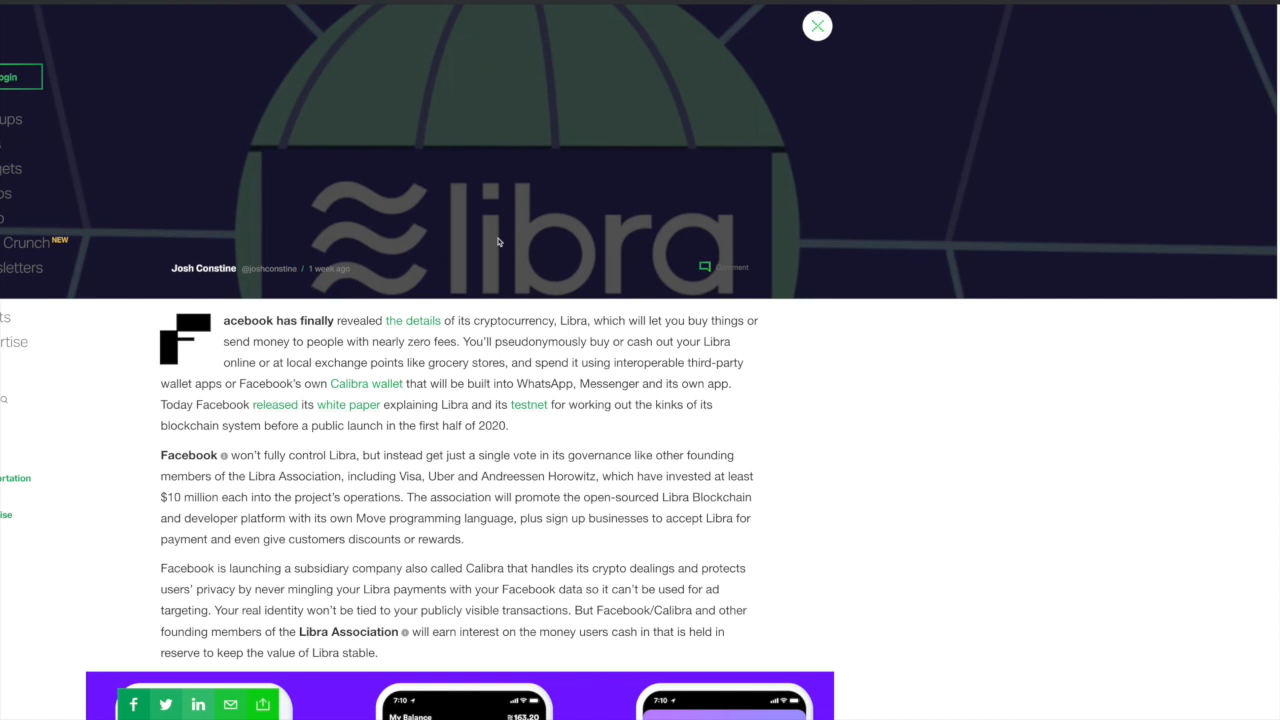 ogin
ups
gets
os
Crunch NEW
sletters
ts
rtise
rtation
ise
libra
Josh Constine @joshconstine / 1 week ago
Comment
Facebook has finally revealed the details of its cryptocurrency, Libra, which will let you buy things or
send money to people with nearly zero fees. You'll pseudonymously buy or cash out your Libra
online or at local exchange points like grocery stores, and spend it using interoperable third-party
wallet apps or Facebook's own Calibra wallet that will be built into WhatsApp, Messenger and its own app.
Today Facebook released its white paper explaining Libra and its testnet for working out the kinks of its
blockchain system before a public launch in the first half of 2020.
Facebook won't fully control Libra, but instead get just a single vote in its governance like other founding
members of the Libra Association, including Visa, Uber and Andreessen Horowitz, which have invested at least
$10 million each into the project's operations. The association will promote the open-sourced Libra Blockchain
and developer platform with its own Move programming language, plus sign up businesses to accept Libra for
payment and even give customers discounts or rewards.
Facebook is launching a subsidiary company also called Calibra that handles its crypto dealings and protects
users' privacy by never mingling your Libra payments with your Facebook data so it can't be used for ad
targeting. Your real identity won't be tied to your publicly visible transactions. But Facebook/Calibra and other
founding members of the Libra Association will earn interest on the money users cash in that is held in
reserve to keep the value of Libra stable.
7:10
My Balance
163.20
7:10